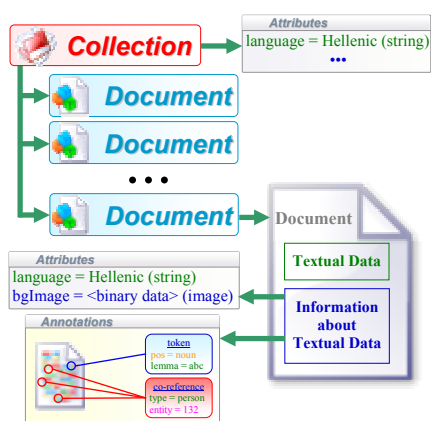 Attributes
Collection
language = Hellenic (string)
•••
Document
Document
• • •
Document
Document
Textual Data
Attributes
language = Hellenic (string)
bgImage = <binary data> (image)
Information
about
Textual Data
Annotations
token
pos = noun
lemma = abc
co-reference
type = person
entity = 132